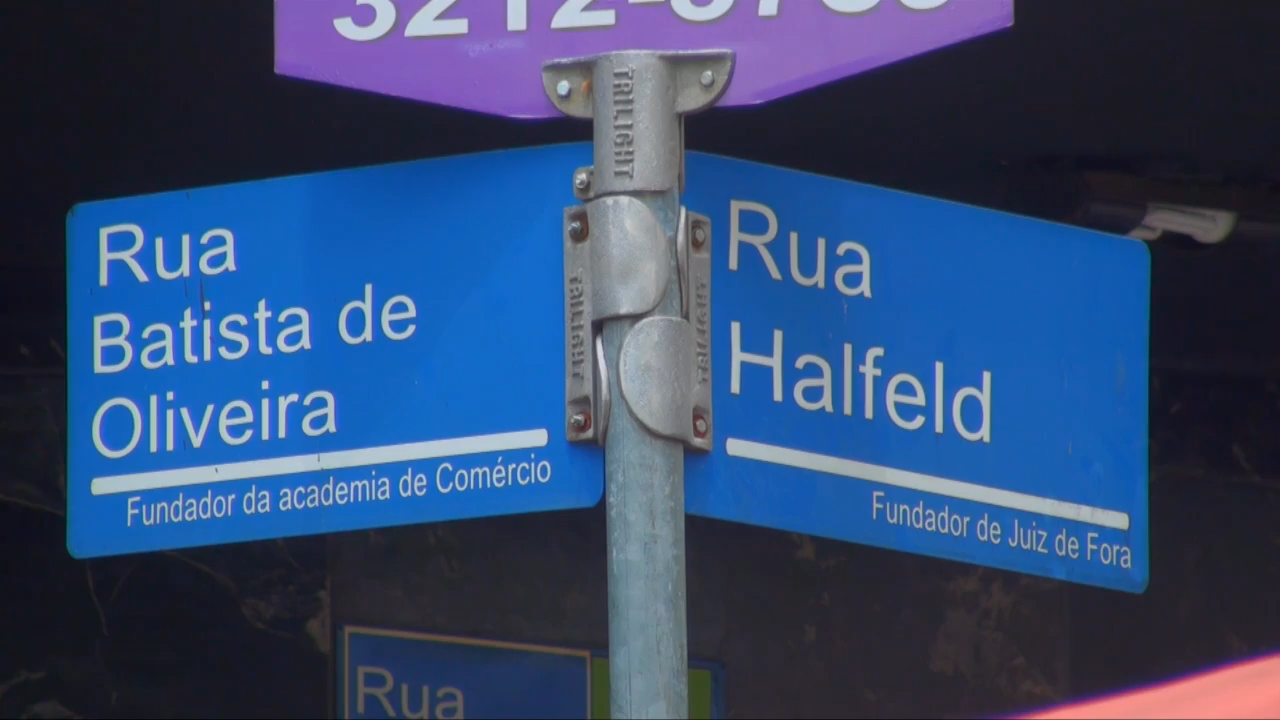 TRILIGHT
Rua
Batista de
Oliveira
Fundador da academia de Comércio
TRILIGHT
Rua
Halfeld
Fundador de Juiz de Fora
TRILIGHT
Rua